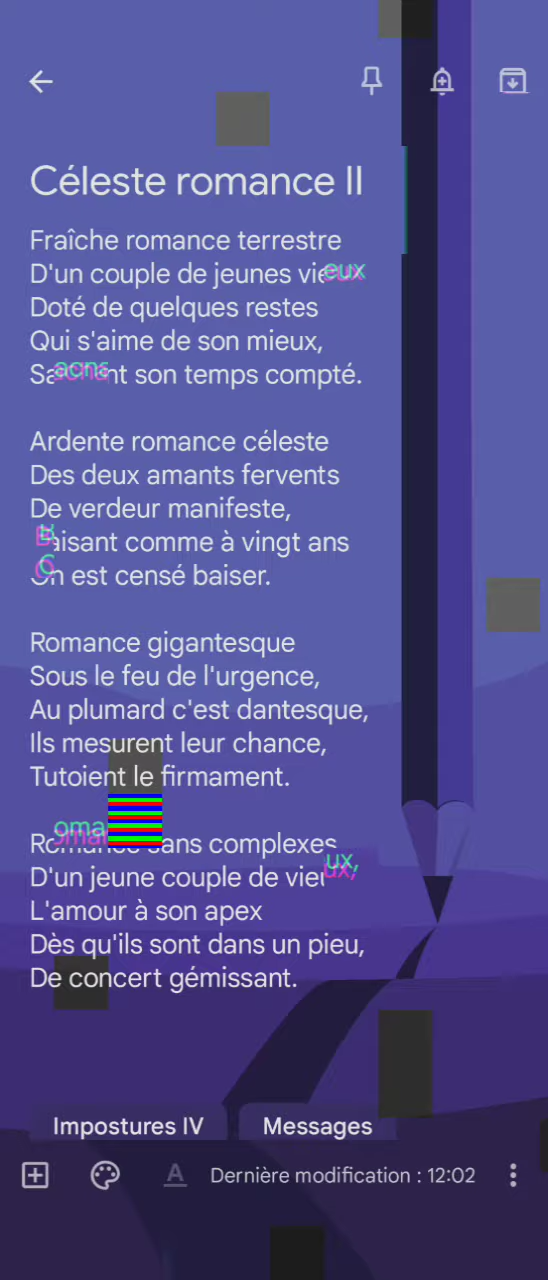 Céleste romance II
Fraîche romance terrestre
D'un couple de jeunes vieux
Doté de quelques restes
Qui s'aime de son mieux,
Sachant son temps compté.
Ardente romance céleste
Des deux amants fervents
De verdeur manifeste,
Baisant comme à vingt ans
On est censé baiser.
Romance gigantesque
Sous le feu de l'urgence,
Au plumard c'est dantesque,
Ils mesurent leur chance,
Tutoient le firmament.
Romance sans complexes
D'un jeune couple de vieux,
L'amour à son apex
Dès qu'ils sont dans un pieu,
De concert gémissant.
Impostures IV Messages
A Dernière modification : 12:02